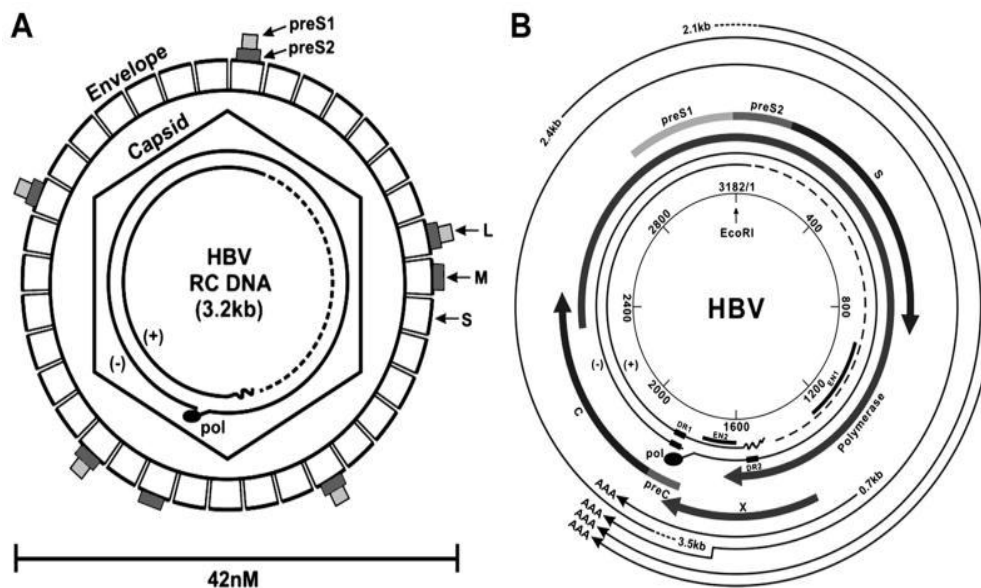 A
preS1
preS2
Envelope
Capsid
HBV
RC DNA
(3.2kb)
L
M
S
(+)
(-)
pol
42nM
B
2.1kb
2.4kb
preS1
preS2
S
3182/1
EcoRI
400
2800
HBV
800
2400
(-)
(+)
EN1
1200
2000
1600
EN2
DR1
DR2
pol
Polymerase
C
preC
X
0.7kb
3.5kb
AAA
AAA
AAA
AAA